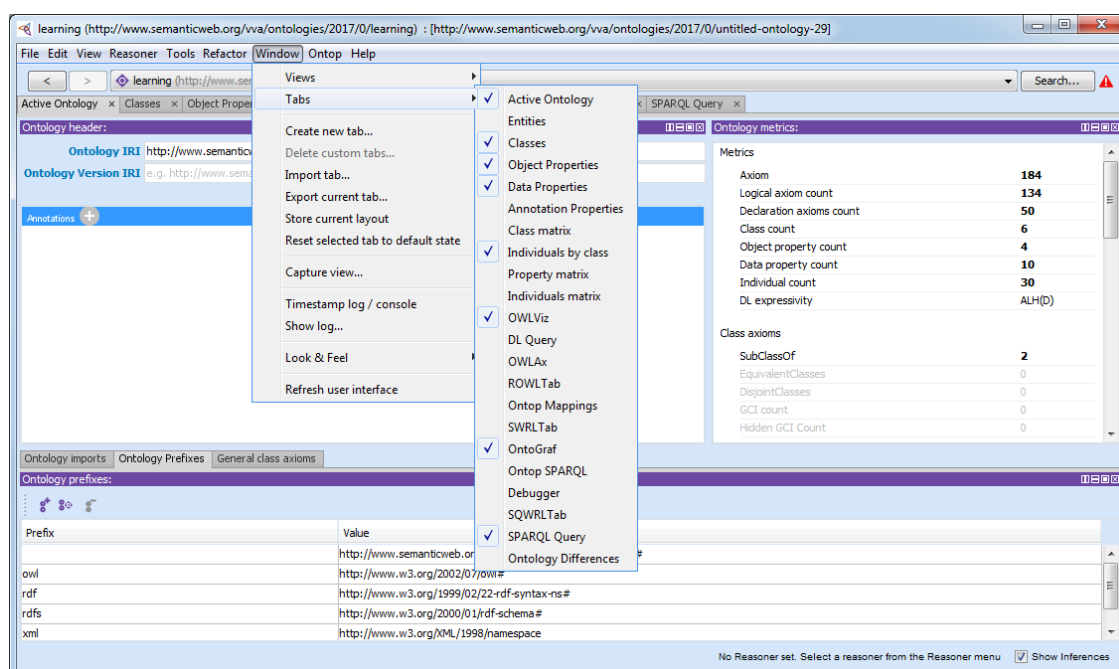 learning (http://www.semanticweb.org/vva/ontologies/2017/0/learning) : [http://www.semanticweb.org/vva/ontologies/2017/0/untitled-ontology-29]
File Edit View Reasoner Tools Refactor Window Ontop Help
< > learning (http://www.ser Search...
Active Ontology × Classes × Object Proper × SPARQL Query ×
Ontology header:
Ontology IRI http://www.semanticw
Ontology Version IRI e.g. http://www.sema
Annotations
Views
Tabs
Create new tab...
Delete custom tabs...
Import tab...
Export current tab...
Store current layout
Reset selected tab to default state
Capture view...
Timestamp log / console
Show log...
Look & Feel
Refresh user interface
Active Ontology
Entities
Classes
Object Properties
Data Properties
Annotation Properties
Class matrix
Individuals by class
Property matrix
Individuals matrix
OWLViz
DL Query
OWLAx
ROWLTab
Ontop Mappings
SWRLTab
OntoGraf
Ontop SPARQL
Debugger
SQWRLTab
SPARQL Query
Ontology Differences
Ontology metrics:
Metrics
Axiom 184
Logical axiom count 134
Declaration axioms count 50
Class count 6
Object property count 4
Data property count 10
Individual count 30
DL expressivity ALH(D)
Class axioms
SubClassOf 2
EquivalentClasses 0
DisjointClasses 0
GCI count 0
Hidden GCI Count 0
Ontology imports Ontology Prefixes General class axioms
Ontology prefixes:
Prefix Value
http://www.semanticweb.or #
owl http://www.w3.org/2002/07/owl#
rdf http://www.w3.org/1999/02/22-rdf-syntax-ns#
rdfs http://www.w3.org/2000/01/rdf-schema#
xml http://www.w3.org/XML/1998/namespace
No Reasoner set. Select a reasoner from the Reasoner menu Show Inferences